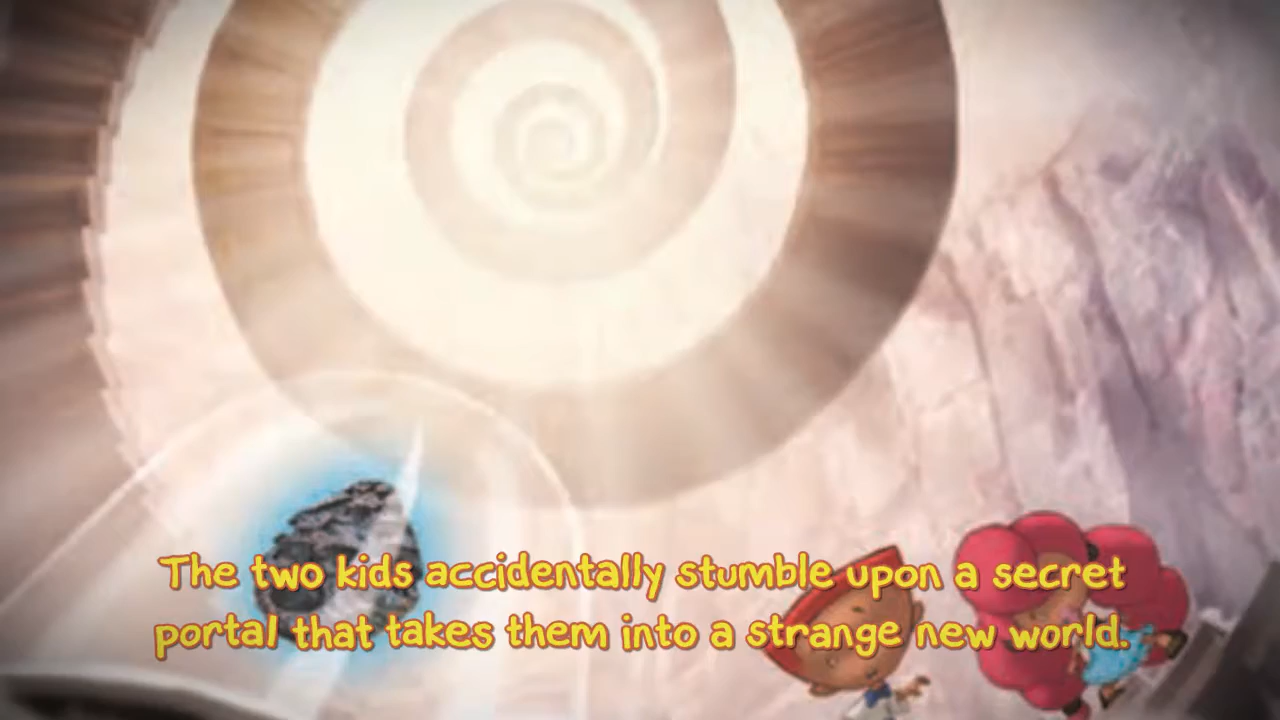 The two kids accidentally stumble upon a secret
portal that takes them into a strange new world.